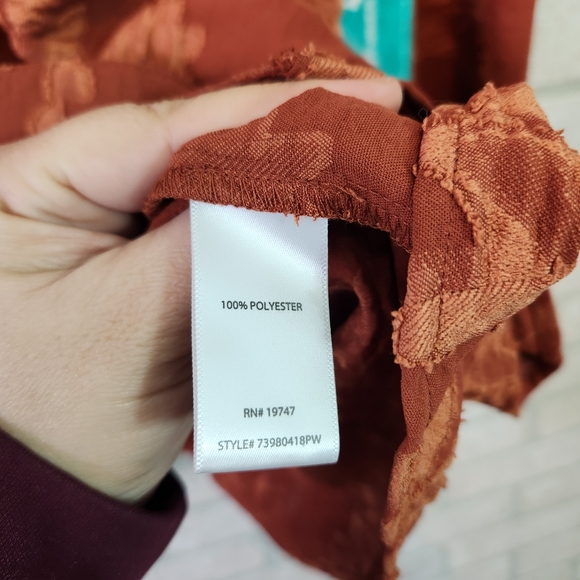 100% POLYESTER
RN# 19747
STYLE# 73980418PW